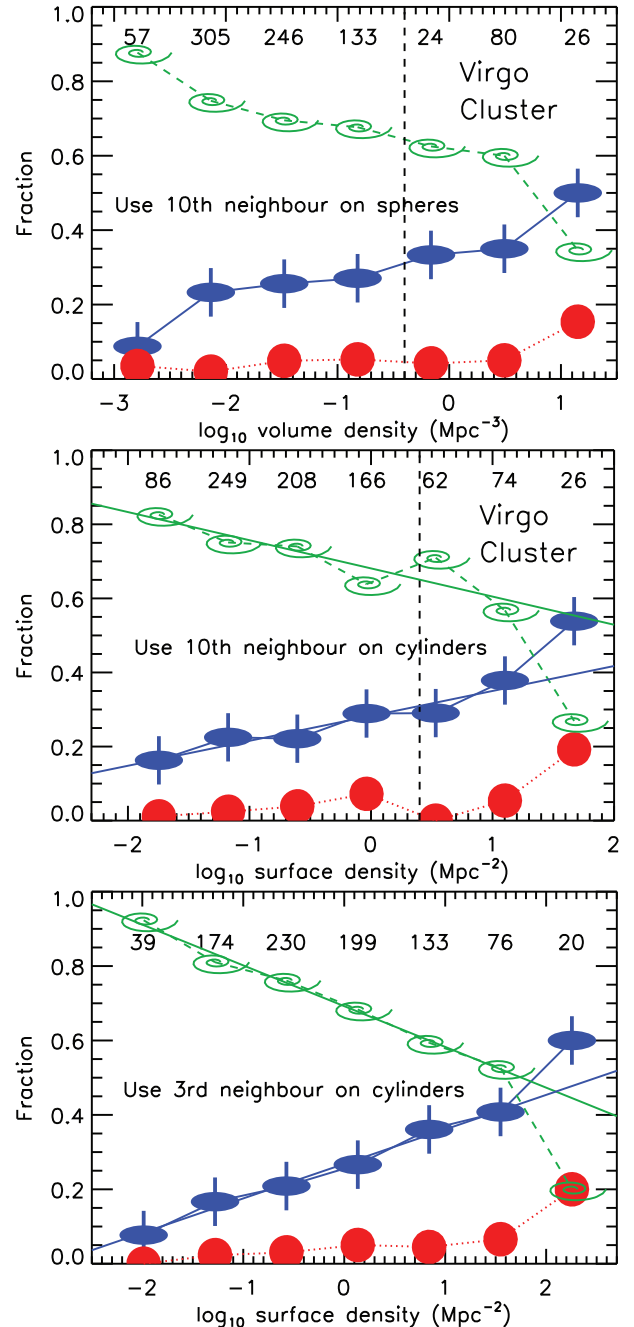 1.0
57 305 246 133 24 80 26
0.8
Virgo
Cluster
0.6
Fraction
Use 10th neighbour on spheres
0.4
0.2
0.0
−3 −2 −1 0 1
log10 volume density (Mpc−3)
1.0
86 249 208 166 62 74 26
0.8
Virgo
Cluster
0.6
Fraction
Use 10th neighbour on cylinders
0.4
0.2
0.0
−2 −1 0 1 2
log10 surface density (Mpc−2)
1.0
39 174 230 199 133 76 20
0.8
0.6
Fraction
Use 3rd neighbour on cylinders
0.4
0.2
0.0
−2 −1 0 1 2
log10 surface density (Mpc−2)